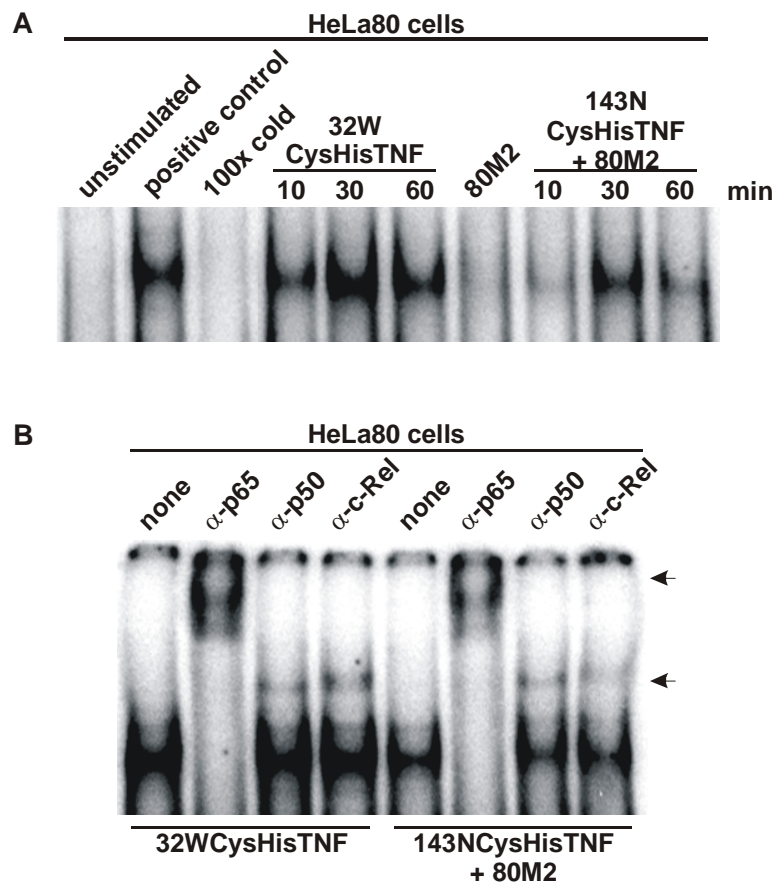 A
HeLa80 cells
unstimulated
positive control
100x cold
32W
CysHisTNF
80M2
143N
CysHisTNF
+ 80M2
10 30 60 10 30 60 min
B
HeLa80 cells
none α-p65 α-p50 α-c-Rel none α-p65 α-p50 α-c-Rel
32WCysHisTNF 143NCysHisTNF
+ 80M2